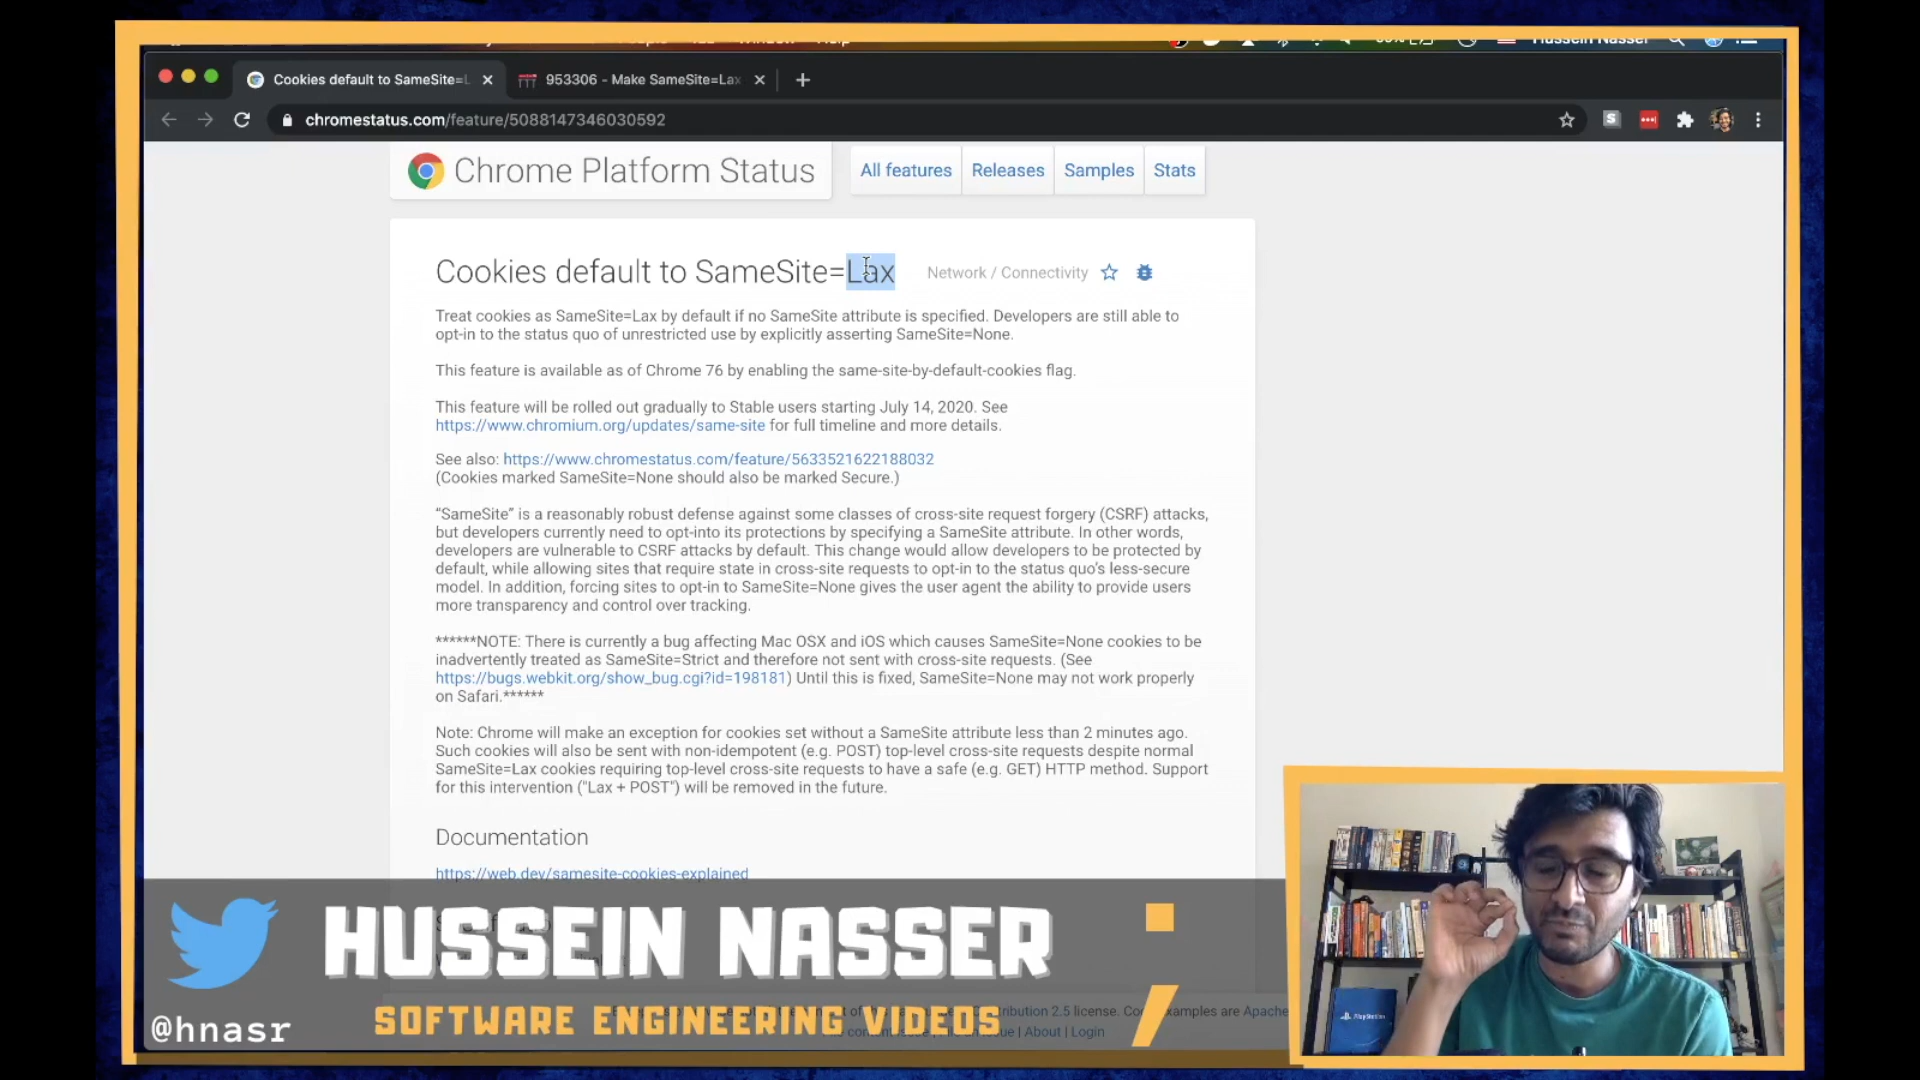 Hussein Nasser
Cookies default to SameSite=L
953306 - Make SameSite=Lax
chromestatus.com/feature/5088147346030592
Chrome Platform Status
All features
Releases
Samples
Stats
Cookies default to SameSite=Lax
Network / Connectivity
Treat cookies as SameSite=Lax by default if no SameSite attribute is specified. Developers are still able to
opt-in to the status quo of unrestricted use by explicitly asserting SameSite=None.
This feature is available as of Chrome 76 by enabling the same-site-by-default-cookies flag.
This feature will be rolled out gradually to Stable users starting July 14, 2020. See
https://www.chromium.org/updates/same-site for full timeline and more details.
See also: https://www.chromestatus.com/feature/5633521622188032
(Cookies marked SameSite=None should also be marked Secure.)
“SameSite” is a reasonably robust defense against some classes of cross-site request forgery (CSRF) attacks,
but developers currently need to opt-into its protections by specifying a SameSite attribute. In other words,
developers are vulnerable to CSRF attacks by default. This change would allow developers to be protected by
default, while allowing sites that require state in cross-site requests to opt-in to the status quo’s less-secure
model. In addition, forcing sites to opt-in to SameSite=None gives the user agent the ability to provide users
more transparency and control over tracking.
******NOTE: There is currently a bug affecting Mac OSX and iOS which causes SameSite=None cookies to be
inadvertently treated as SameSite=Strict and therefore not sent with cross-site requests. (See
https://bugs.webkit.org/show_bug.cgi?id=198181) Until this is fixed, SameSite=None may not work properly
on Safari.******
Note: Chrome will make an exception for cookies set without a SameSite attribute less than 2 minutes ago.
Such cookies will also be sent with non-idempotent (e.g. POST) top-level cross-site requests despite normal
SameSite=Lax cookies requiring top-level cross-site requests to have a safe (e.g. GET) HTTP method. Support
for this intervention ("Lax + POST") will be removed in the future.
Documentation
https://web.dev/samesite-cookies-explained
HUSSEIN NASSER
SOFTWARE ENGINEERING VIDEOS
@hnasr
2.5 license.
examples are Apache
About | Login
PlayStation